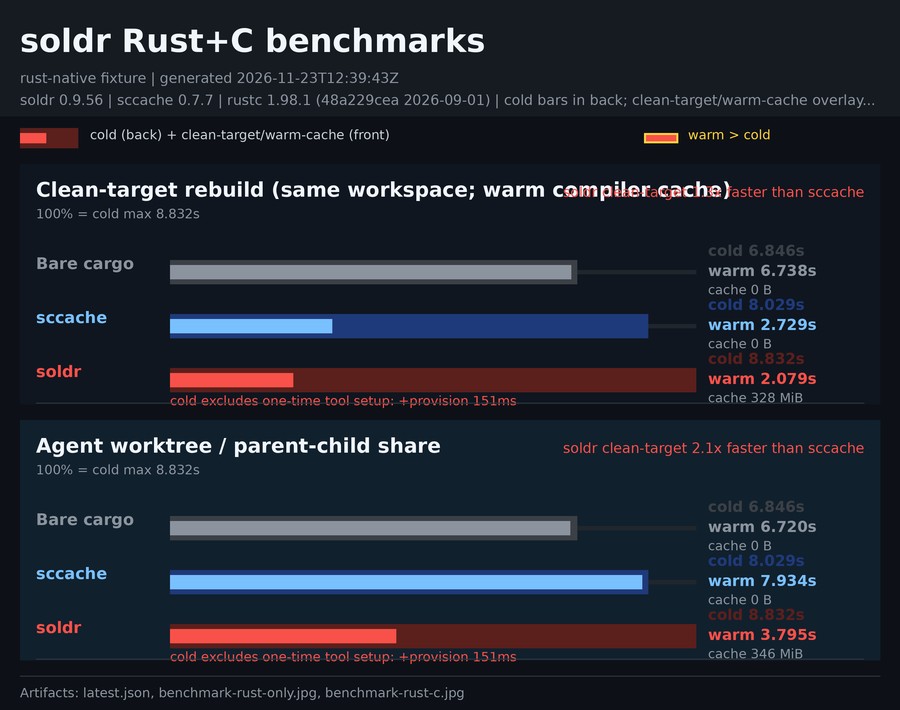 soldr Rust+C benchmarks
rust-native fixture | generated 2026-11-23T12:39:43Z
soldr 0.9.56 | sccache 0.7.7 | rustc 1.98.1 (48a229cea 2026-09-01) | cold bars in back; clean-target/warm-cache overlay...
cold (back) + clean-target/warm-cache (front)
warm > cold
Clean-target rebuild (same workspace; warm compiler cache)
soldr clean-target 1.3x faster than sccache
100% = cold max 8.832s
Bare cargo
cold 6.846s
warm 6.738s
cache 0 B
sccache
cold 8.029s
warm 2.729s
cache 0 B
soldr
cold 8.832s
warm 2.079s
cache 328 MiB
cold excludes one-time tool setup: +provision 151ms
Agent worktree / parent-child share
soldr clean-target 2.1x faster than sccache
100% = cold max 8.832s
Bare cargo
cold 6.846s
warm 6.720s
cache 0 B
sccache
cold 8.029s
warm 7.934s
cache 0 B
soldr
cold 8.832s
warm 3.795s
cache 346 MiB
cold excludes one-time tool setup: +provision 151ms
Artifacts: latest.json, benchmark-rust-only.jpg, benchmark-rust-c.jpg